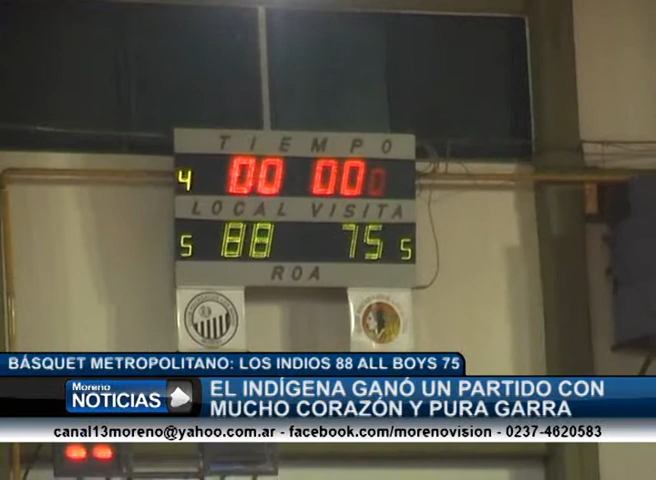 TIEMPO
4 00 00 0
LOCAL VISITA
5 88 75 5
ROA
BÁSQUET METROPOLITANO: LOS INDIOS 88 ALL BOYS 75
Moreno
NOTICIAS
EL INDÍGENA GANÓ UN PARTIDO CON
MUCHO CORAZÓN Y PURA GARRA
canal13moreno@yahoo.com.ar - facebook.com/morenovision - 0237-4620583